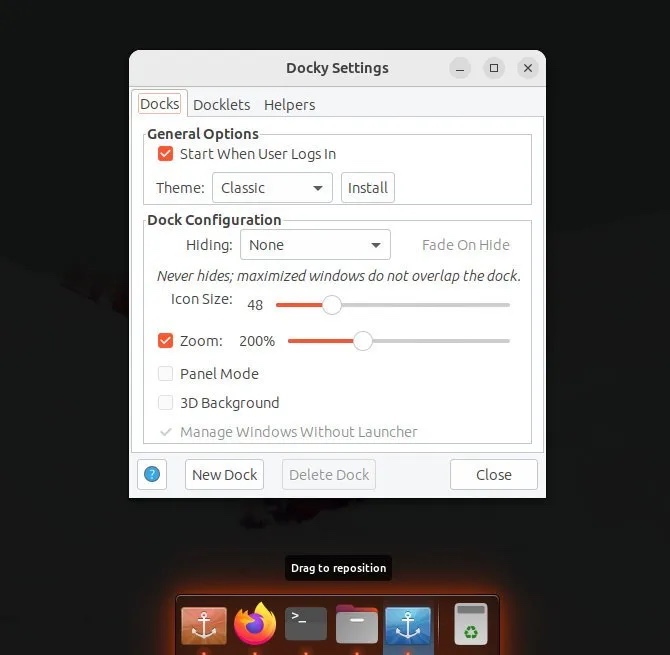 Docky Settings
Docks Docklets Helpers
General Options
Start When User Logs In
Theme: Classic Install
Dock Configuration
Hiding: None Fade On Hide
Never hides; maximized windows do not overlap the dock.
Icon Size: 48
Zoom: 200%
Panel Mode
3D Background
Manage Windows Without Launcher
? New Dock Delete Dock Close
Drag to reposition
>_